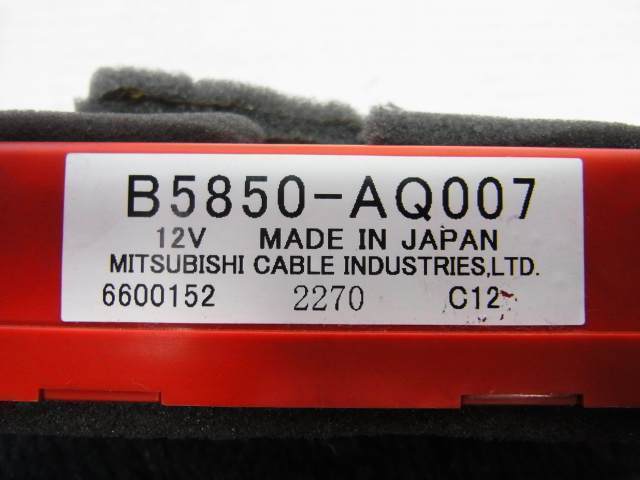 B5850-AQ007
12V MADE IN JAPAN
MITSUBISHI CABLE INDUSTRIES,LTD.
6600152 2270 C12